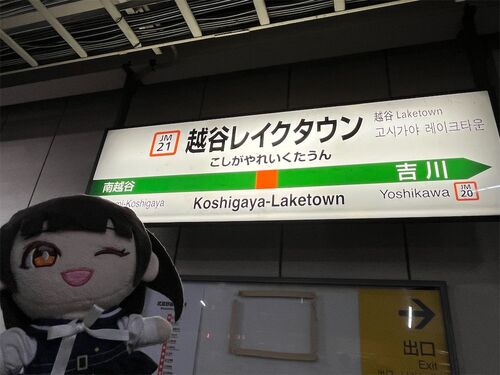 JM
21
越谷レイクタウン
こしがやれいくたうん
越谷 Laketown
고시가야 레이크타운
南越谷
吉川
Koshigaya-Laketown
Yoshikawa
JM
20
出口
Exit